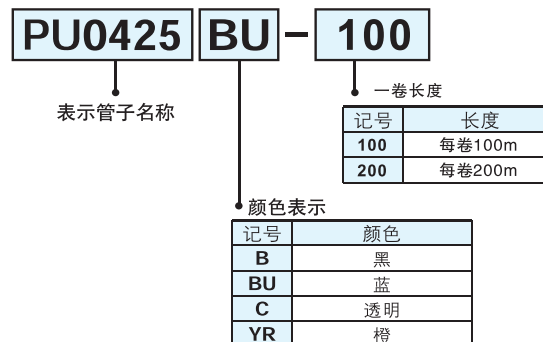 PU0425 BU - 100
一卷长度
表示管子名称
记号 长度
100 每卷100m
200 每卷200m
颜色表示
记号 颜色
B 黑
BU 蓝
C 透明
YR 橙